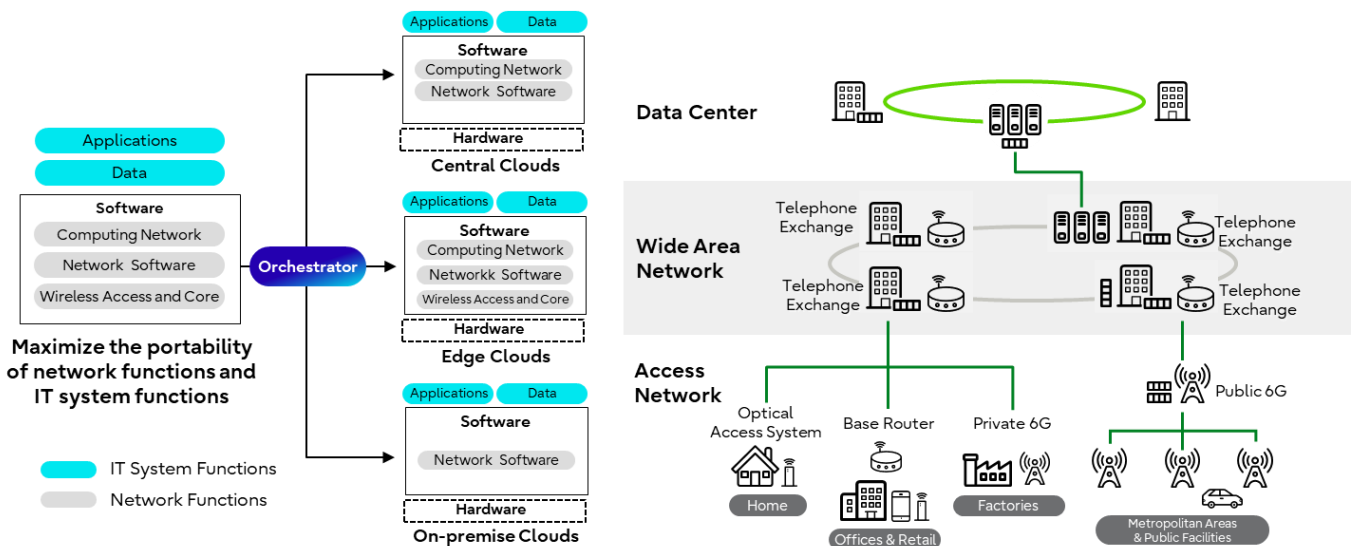 Applications
Data
Software
Computing Network
Network Software
Wireless Access and Core
Maximize the portability
of network functions and
IT system functions
IT System Functions
Network Functions
Orchestrator
Applications Data
Software
Computing Network
Network Software
Hardware
Central Clouds
Applications Data
Software
Computing Network
Networkk Software
Wireless Access and Core
Hardware
Edge Clouds
Applications Data
Software
Network Software
Hardware
On-premise Clouds
Data Center
Wide Area
Network
Telephone
Exchange
Telephone
Exchange
Telephone
Exchange
Telephone
Exchange
Access
Network
Optical
Access System
Home
Base Router
Offices & Retail
Private 6G
Factories
Public 6G
Metropolitan Areas
& Public Facilities